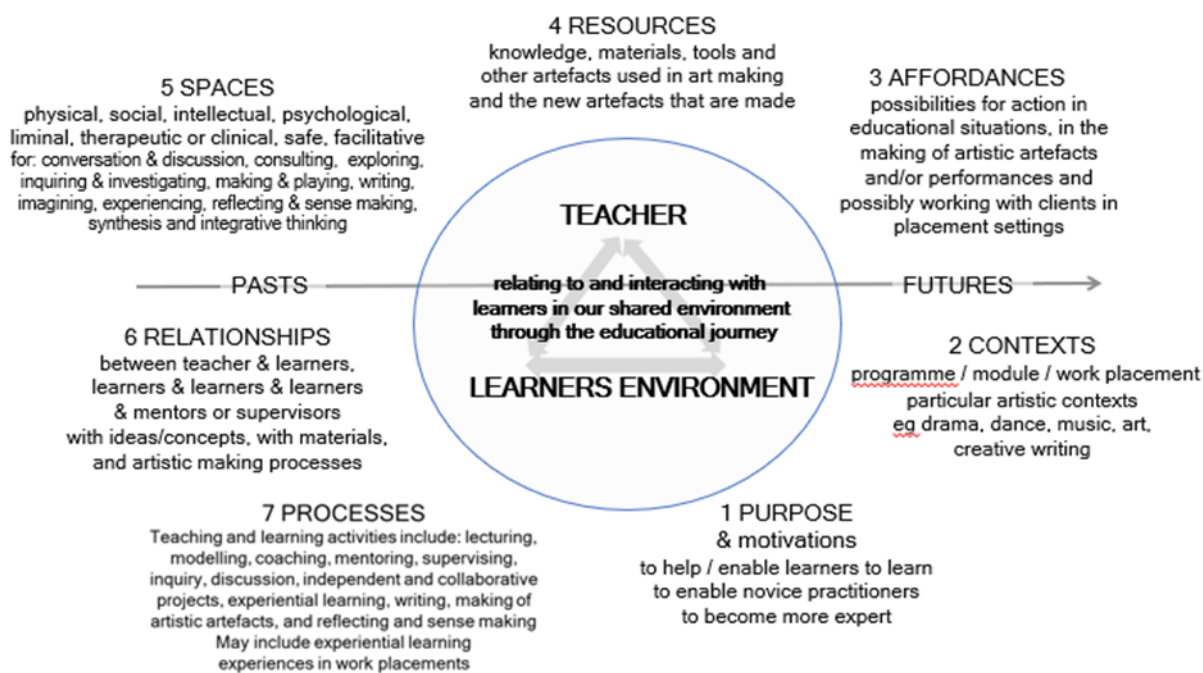 4 RESOURCES
knowledge, materials, tools and
other artefacts used in art making
and the new artefacts that are made
5 SPACES
physical, social, intellectual, psychological,
liminal, therapeutic or clinical, safe, facilitative
for: conversation & discussion, consulting, exploring,
inquiring & investigating, making & playing, writing,
imagining, experiencing, reflecting & sense making,
synthesis and integrative thinking
3 AFFORDANCES
possibilities for action in
educational situations, in the
making of artistic artefacts
and/or performances and
possibly working with clients in
placement settings
TEACHER
PASTS
relating to and interacting with
learners in our shared environment
through the educational journey
FUTURES
LEARNERS ENVIRONMENT
6 RELATIONSHIPS
between teacher & learners,
learners & learners & learners
& mentors or supervisors
with ideas/concepts, with materials,
and artistic making processes
2 CONTEXTS
programme / module / work placement
particular artistic contexts
eg drama, dance, music, art,
creative writing
7 PROCESSES
Teaching and learning activities include: lecturing,
modelling, coaching, mentoring, supervising,
inquiry, discussion, independent and collaborative
projects, experiential learning, writing, making of
artistic artefacts, and reflecting and sense making
May include experiential learning
experiences in work placements
1 PURPOSE
& motivations
to help / enable learners to learn
to enable novice practitioners
to become more expert